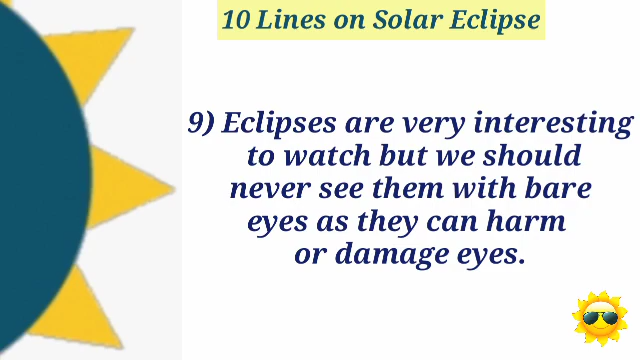 10 Lines on Solar Eclipse
9) Eclipses are very interesting
to watch but we should
never see them with bare
eyes as they can harm
or damage eyes.